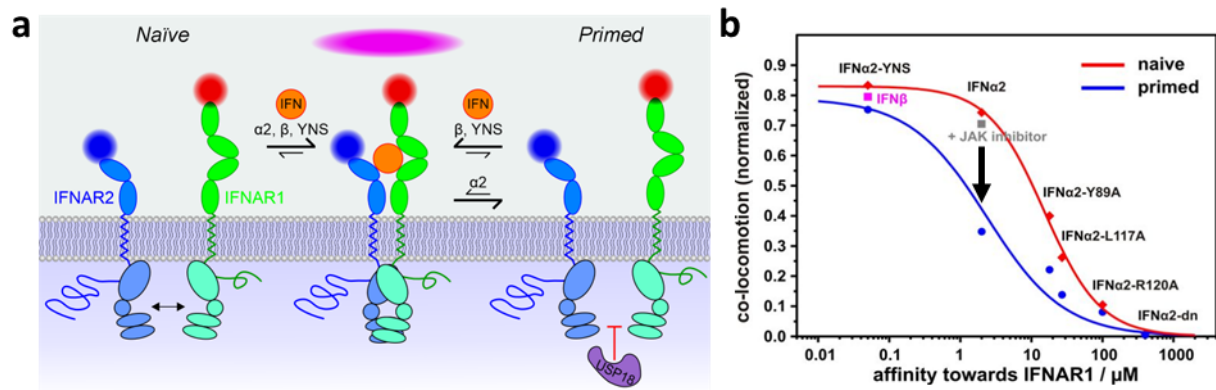 a
Naïve
Primed
IFN
α2, β, YNS
IFN
β, YNS
α2
IFNAR2
IFNAR1
USP18
b
co-locomotion (normalized)
0.9
0.8
0.7
0.6
0.5
0.4
0.3
0.2
0.1
0.0
IFNα2-YNS
IFNβ
IFNα2
+ JAK inhibitor
naive
primed
IFNα2-Y89A
IFNα2-L117A
IFNα2-R120A
IFNα2-dn
0.01 0.1 1 10 100 1000
affinity towards IFNAR1 / µM